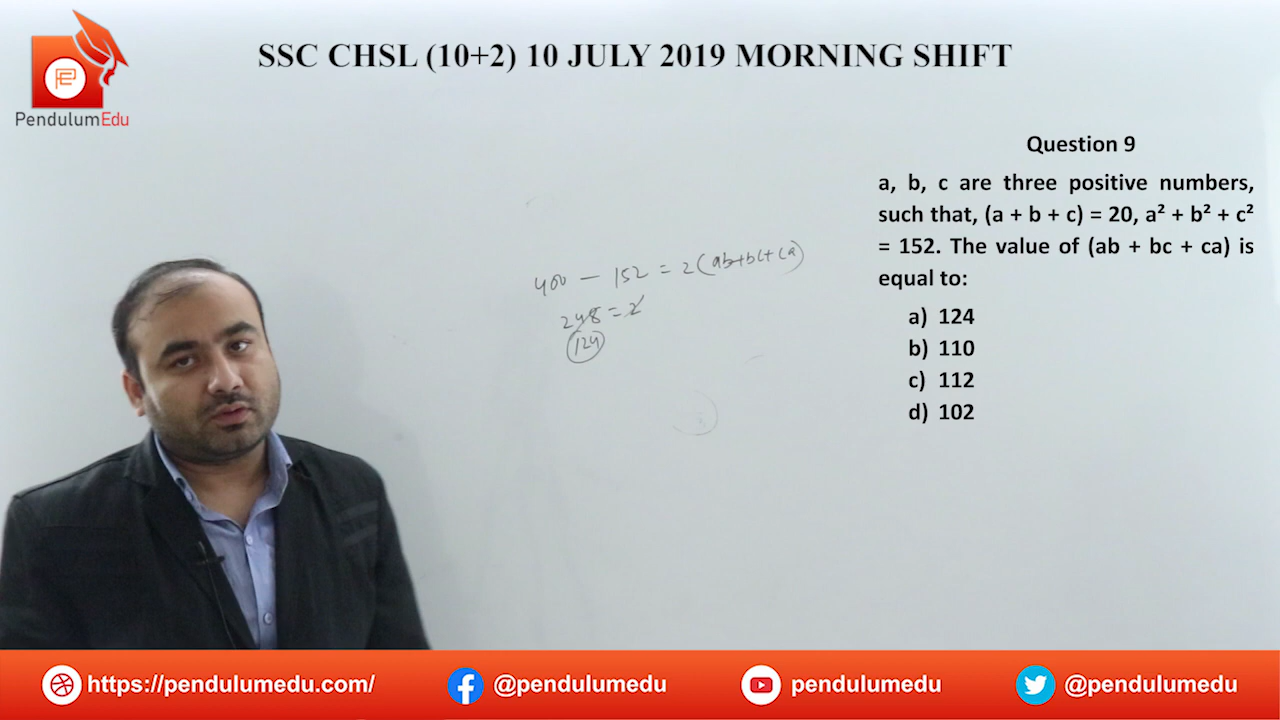 SSC CHSL (10+2) 10 JULY 2019 MORNING SHIFT
PendulumEdu
Question 9
a, b, c are three positive numbers,
such that, (a + b + c) = 20, a² + b² + c²
= 152. The value of (ab + bc + ca) is
equal to:
a) 124
b) 110
c) 112
d) 102
400 – 152 = 2(ab+bc+ca)
248 = 2
124
https://pendulumedu.com/
@pendulumedu
pendulumedu
@pendulumedu